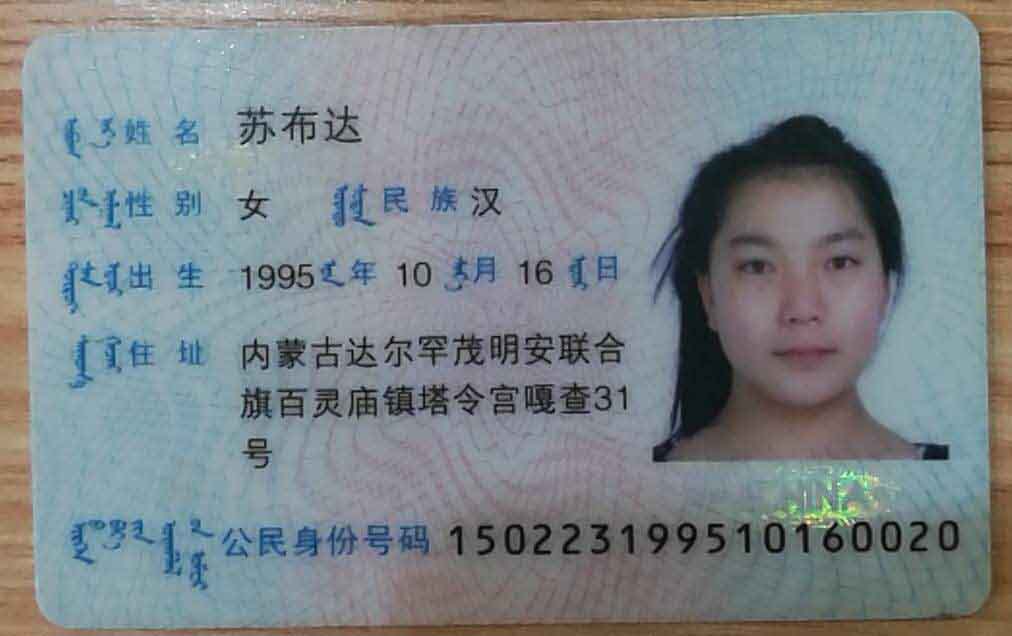 姓名 苏布达
性别 女 民族 汉
出生 1995 年 10 月 16 日
住址 内蒙古达尔罕茂明安联合
旗百灵庙镇塔令宫嘎查31
号
公民身份号码 150223199510160020